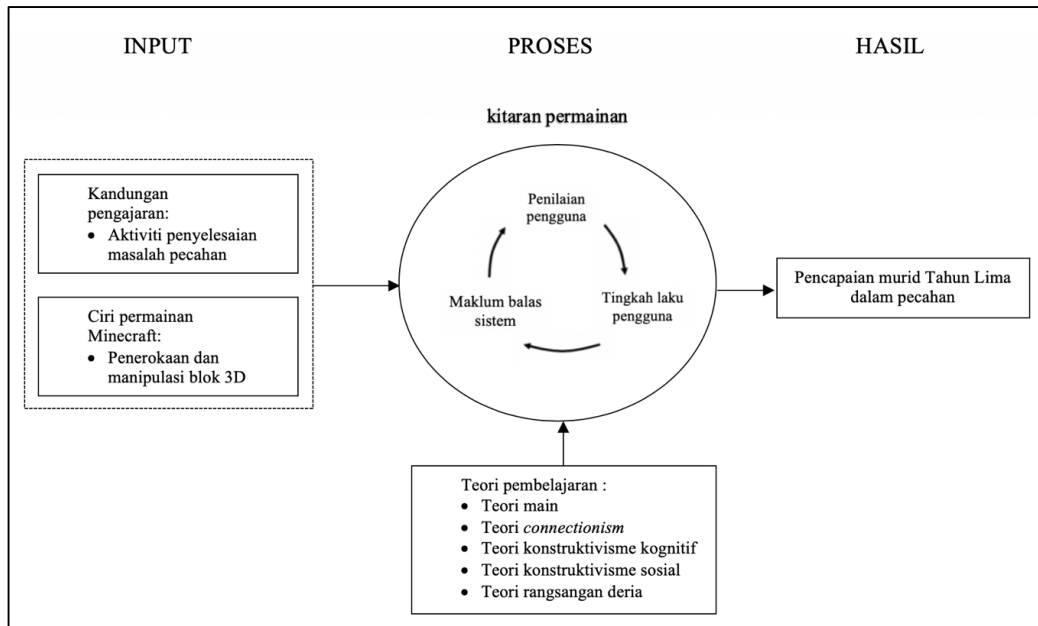 INPUT
PROSES
HASIL
kitaran permainan
Kandungan
pengajaran:
• Aktiviti penyelesaian
masalah pecahan
Ciri permainan
Minecraft:
• Penerokaan dan
manipulasi blok 3D
Penilaian
pengguna
Tingkah laku
pengguna
Maklum balas
sistem
Pencapaian murid Tahun Lima
dalam pecahan
Teori pembelajaran :
• Teori main
• Teori connectionism
• Teori konstruktivisme kognitif
• Teori konstruktivisme sosial
• Teori rangsangan deria